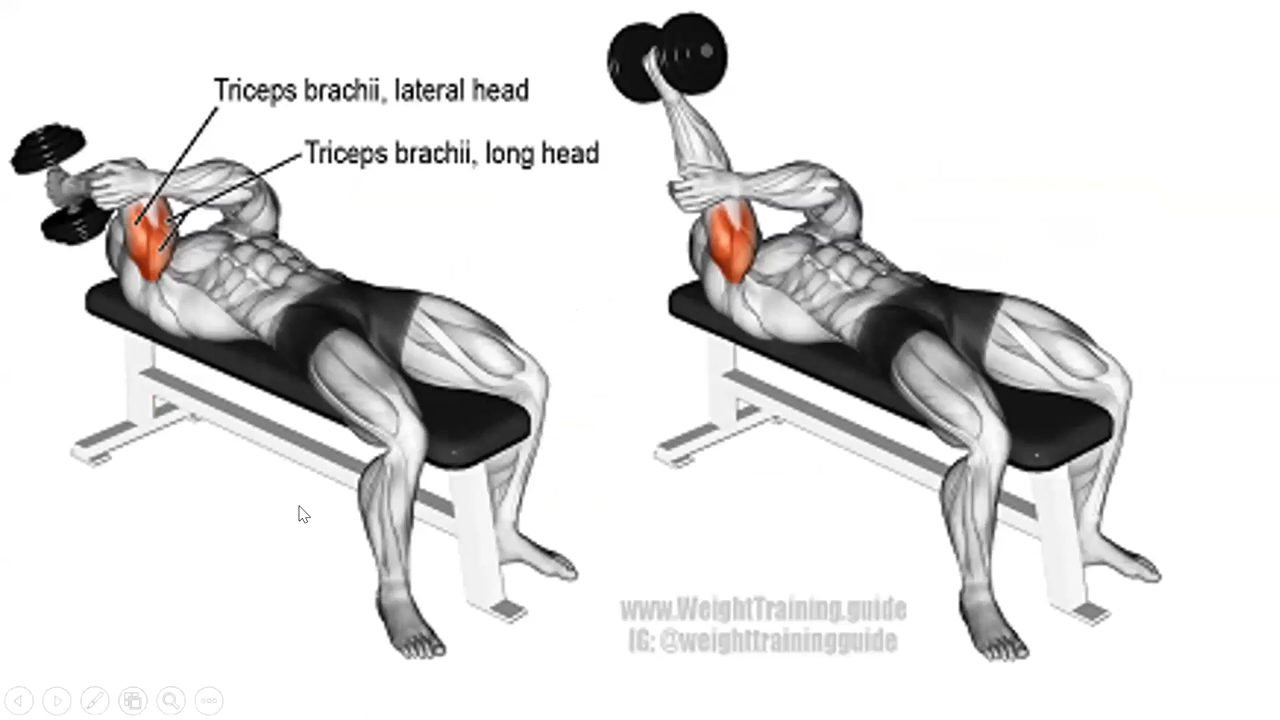 Triceps brachii, lateral head
Triceps brachii, long head
www.WeightTraining.guide
IG: @weighttrainingguide